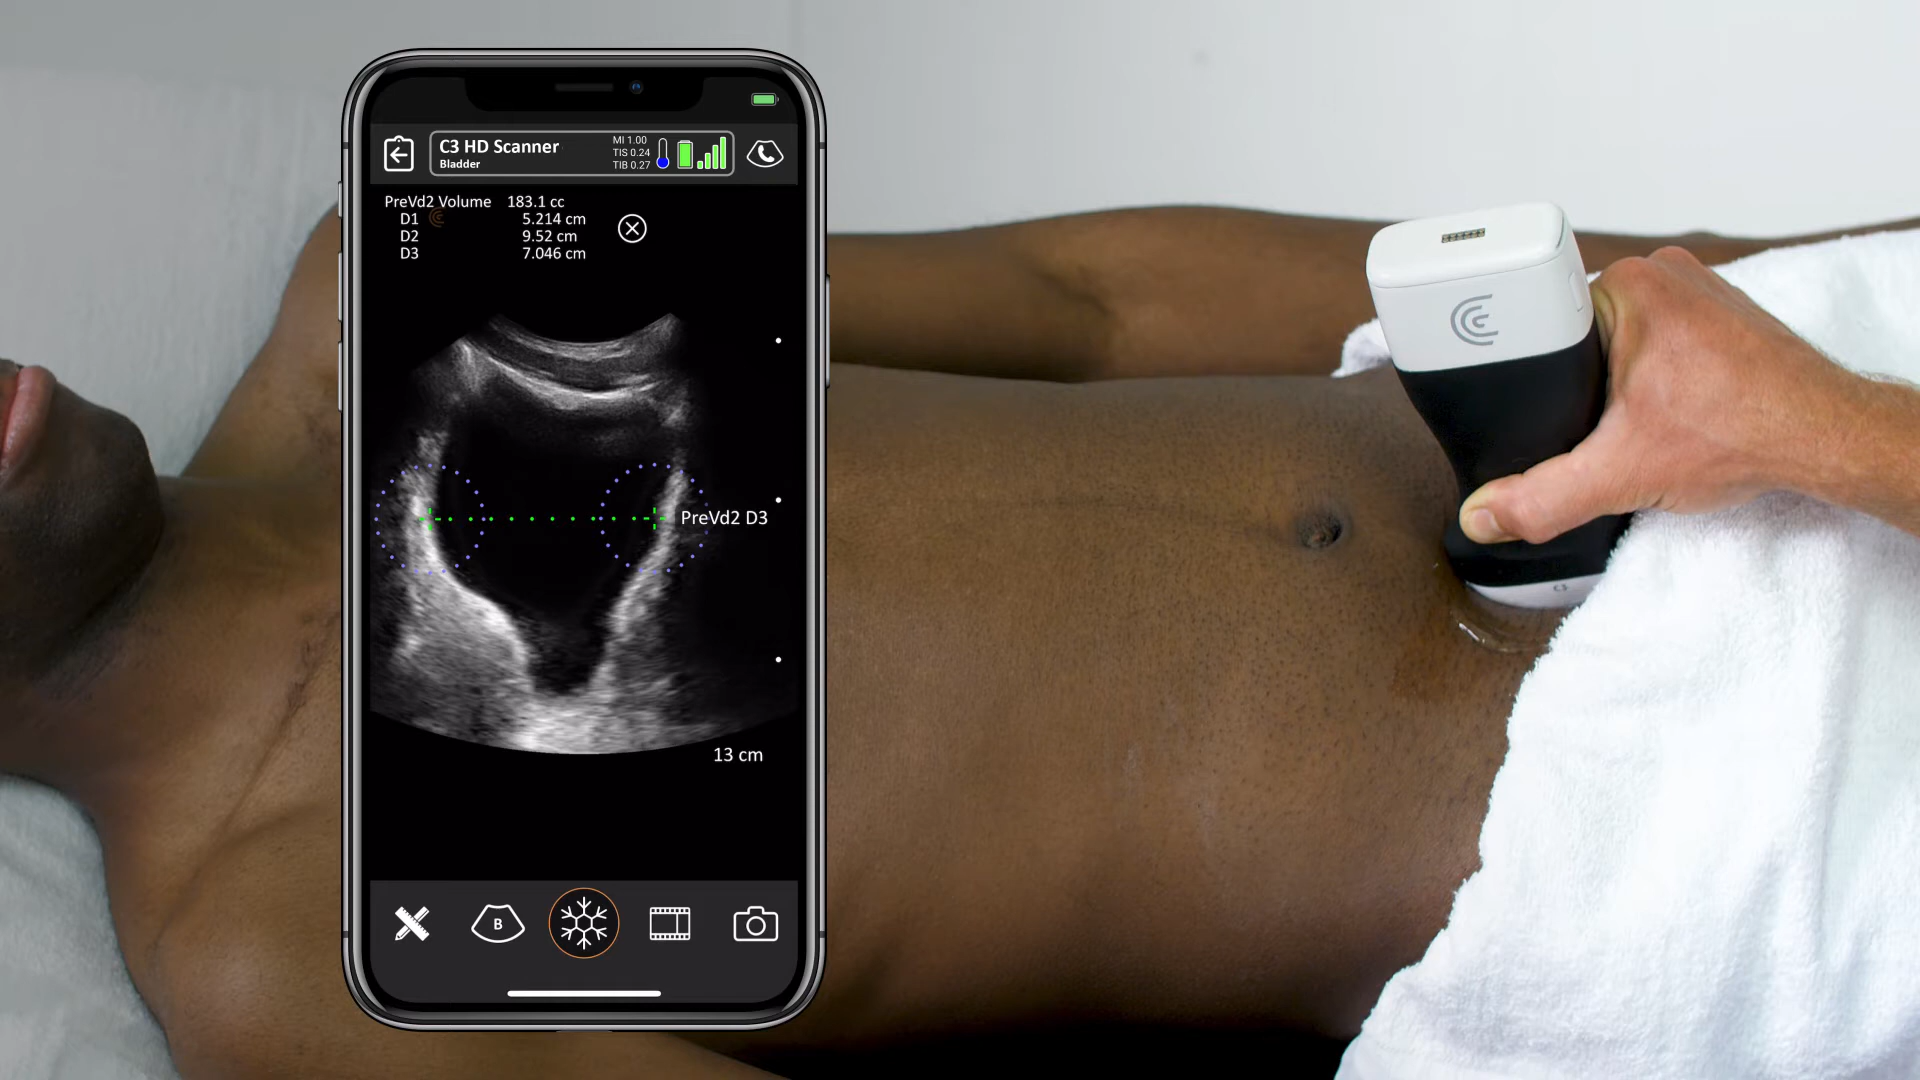 C3 HD Scanner
Bladder
MI 1.00
TIS 0.24
TIB 0.27
PreVd2 Volume 183.1 cc
D1 5.214 cm
D2 9.52 cm
D3 7.046 cm
PreVd2 D3
13 cm
B